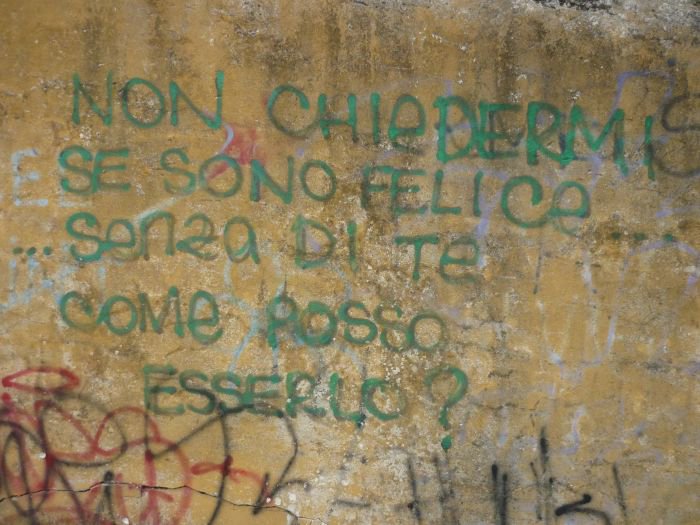 NON CHIEDERMI
SE SONO FELICE ...
... senza DI Te
COMe POSSO
ESSERLO?